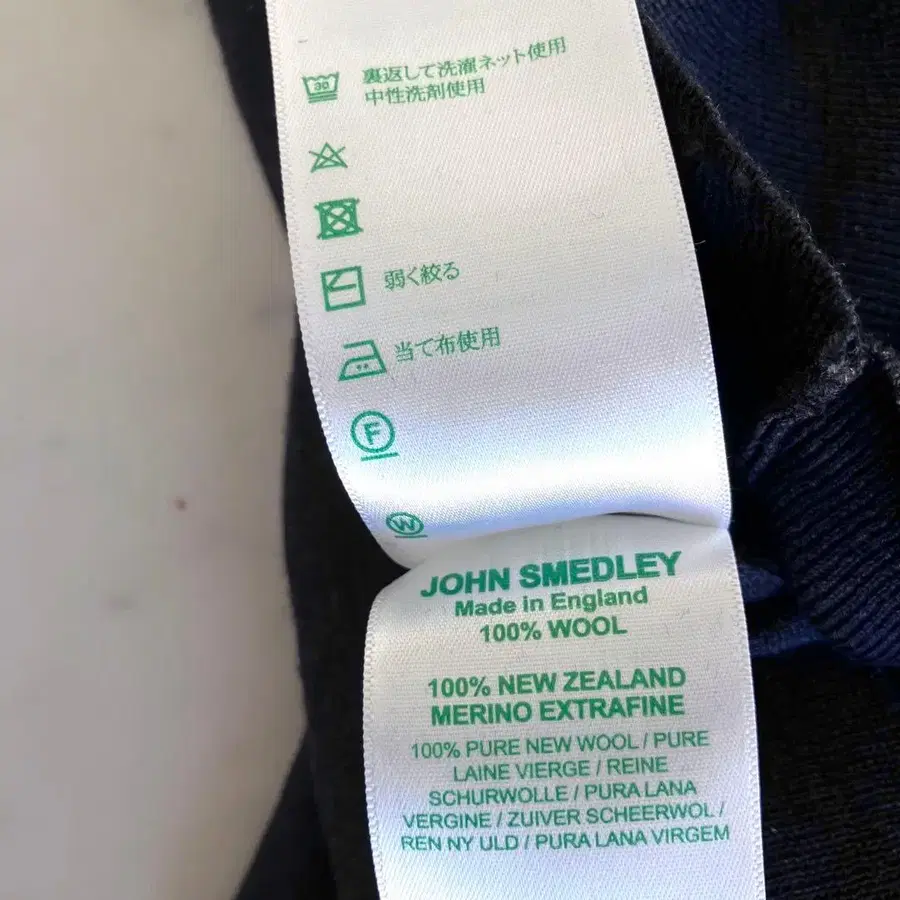 30
裏返して洗濯ネット使用
中性洗剤使用
弱く絞る
当て布使用
F
W
JOHN SMEDLEY
Made in England
100% WOOL
100% NEW ZEALAND
MERINO EXTRAFINE
100% PURE NEW WOOL / PURE
LAINE VIERGE / REINE
SCHURWOLLE / PURA LANA
VERGINE / ZUIVER SCHEERWOL /
REN NY ULD / PURA LANA VIRGEM